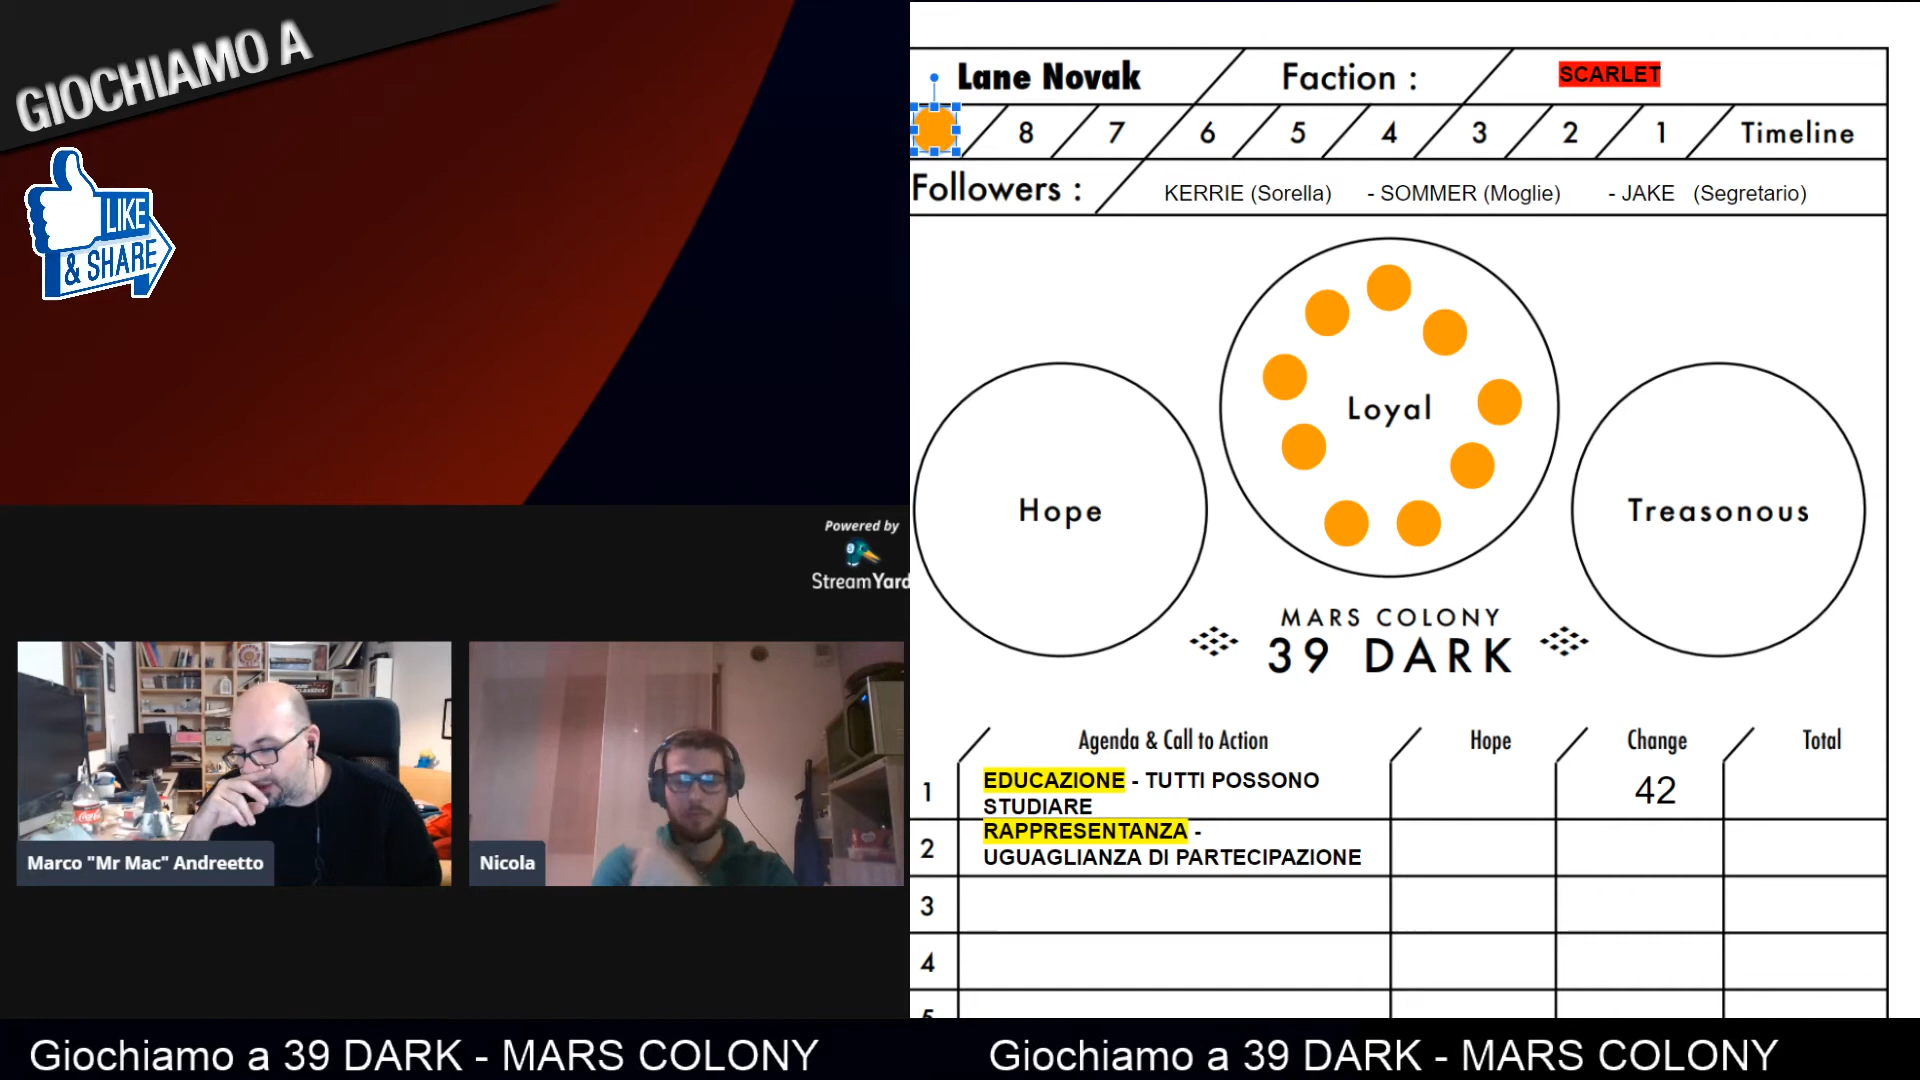 GIOCHIAMO A
LIKE
& SHARE
Powered by
StreamYard
Marco "Mr Mac" Andreetto
Nicola
Lane Novak
Faction :
SCARLET
8 7 6 5 4 3 2 1 Timeline
Followers :
KERRIE (Sorella) - SOMMER (Moglie) - JAKE (Segretario)
Loyal
Hope
Treasonous
MARS COLONY
39 DARK
Agenda & Call to Action Hope Change Total
1 EDUCAZIONE - TUTTI POSSONO
STUDIARE
42
2 RAPPRESENTANZA -
UGUAGLIANZA DI PARTECIPAZIONE
3
4
5
Giochiamo a 39 DARK - MARS COLONY
Giochiamo a 39 DARK - MARS COLONY